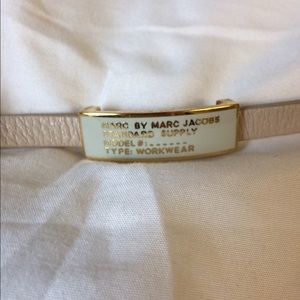 MARC BY MARC JACOBS
STANDARD SUPPLY
MODEL #:------
TYPE: WORKWEAR